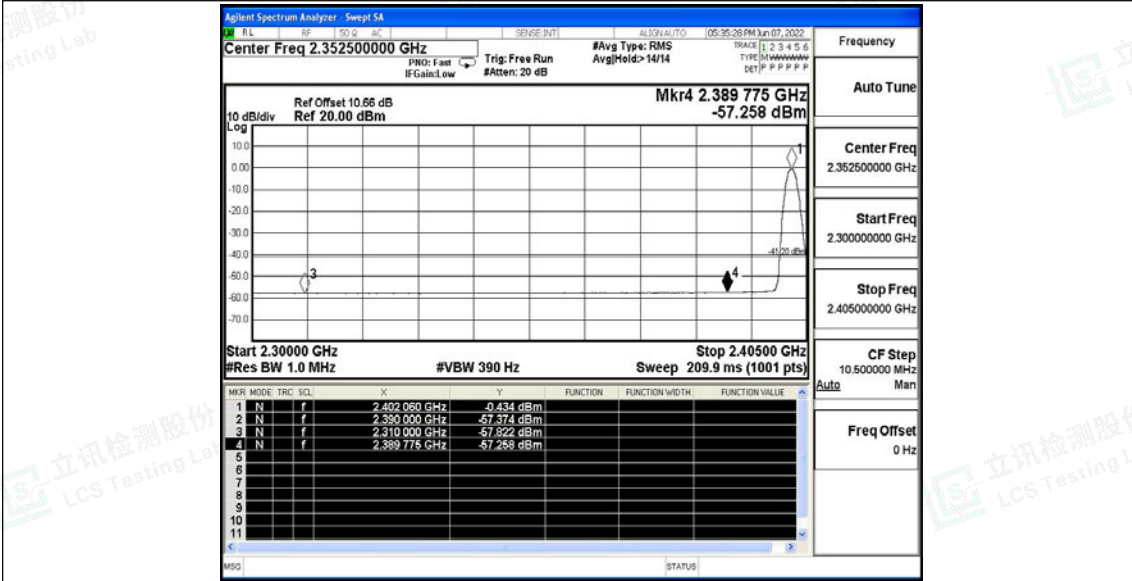 Agilent Spectrum Analyzer - Swept SA
RL RF 50 Ω AC SENSE:INT ALIGNAUTO 05:35:28 PM Jun 07, 2022
Center Freq 2.352500000 GHz
PNO: Fast
IFGain:Low
Trig: Free Run
#Atten: 20 dB
#Avg Type: RMS
Avg|Hold:> 14/14
TRACE 1 2 3 4 5 6
TYPE MWWWWW
DET P P P P P P
Frequency
Ref Offset 10.66 dB
Ref 20.00 dBm
10 dB/div
Log
Mkr4 2.389 775 GHz
-57.258 dBm
10.0
0.00
-10.0
-20.0
-30.0
-40.0
-50.0
-60.0
-70.0
1
-41.20 dBm
3
4
Start 2.30000 GHz
Stop 2.40500 GHz
#Res BW 1.0 MHz
#VBW 390 Hz
Sweep 209.9 ms (1001 pts)
MKR MODE TRC SCL X Y FUNCTION FUNCTION WIDTH FUNCTION VALUE
1 N f 2.402 060 GHz -0.434 dBm
2 N f 2.390 000 GHz -57.374 dBm
3 N f 2.310 000 GHz -57.822 dBm
4 N f 2.389 775 GHz -57.258 dBm
5
6
7
8
9
10
11
MSG
STATUS
Auto Tune
Center Freq
2.352500000 GHz
Start Freq
2.300000000 GHz
Stop Freq
2.405000000 GHz
CF Step
10.500000 MHz
Auto Man
Freq Offset
0 Hz
立讯检测股份
LCS Testing Lab